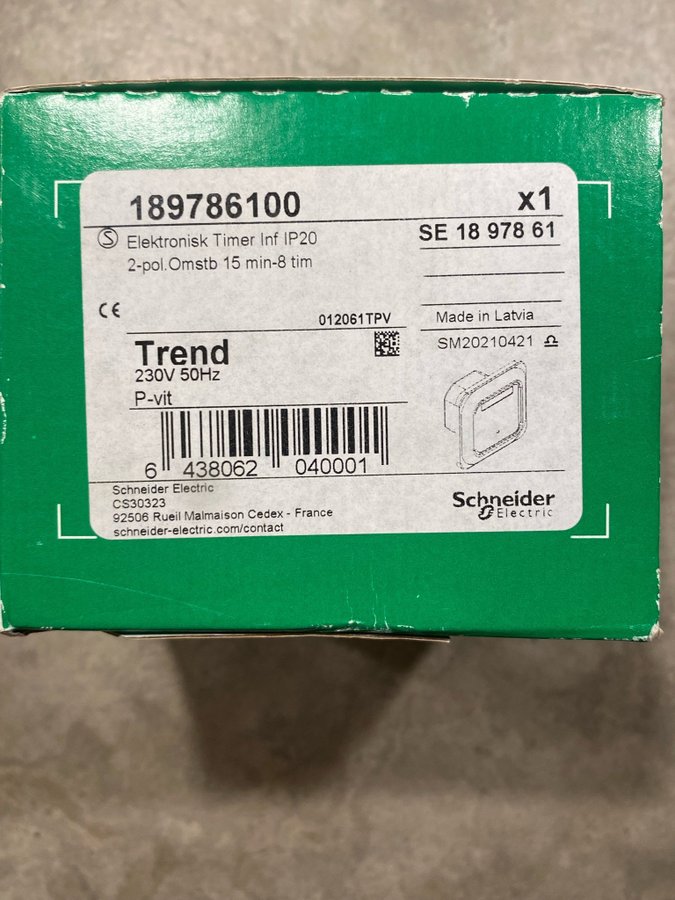 189786100
x1
Ⓢ Elektronisk Timer Inf IP20
2-pol.Omstb 15 min-8 tim
SE 18 978 61
CE
012061TPV
Made in Latvia
SM20210421
Trend
230V 50Hz
P-vit
6 438062 040001
Schneider Electric
CS30323
92506 Rueil Malmaison Cedex - France
schneider-electric.com/contact
Schneider
Electric